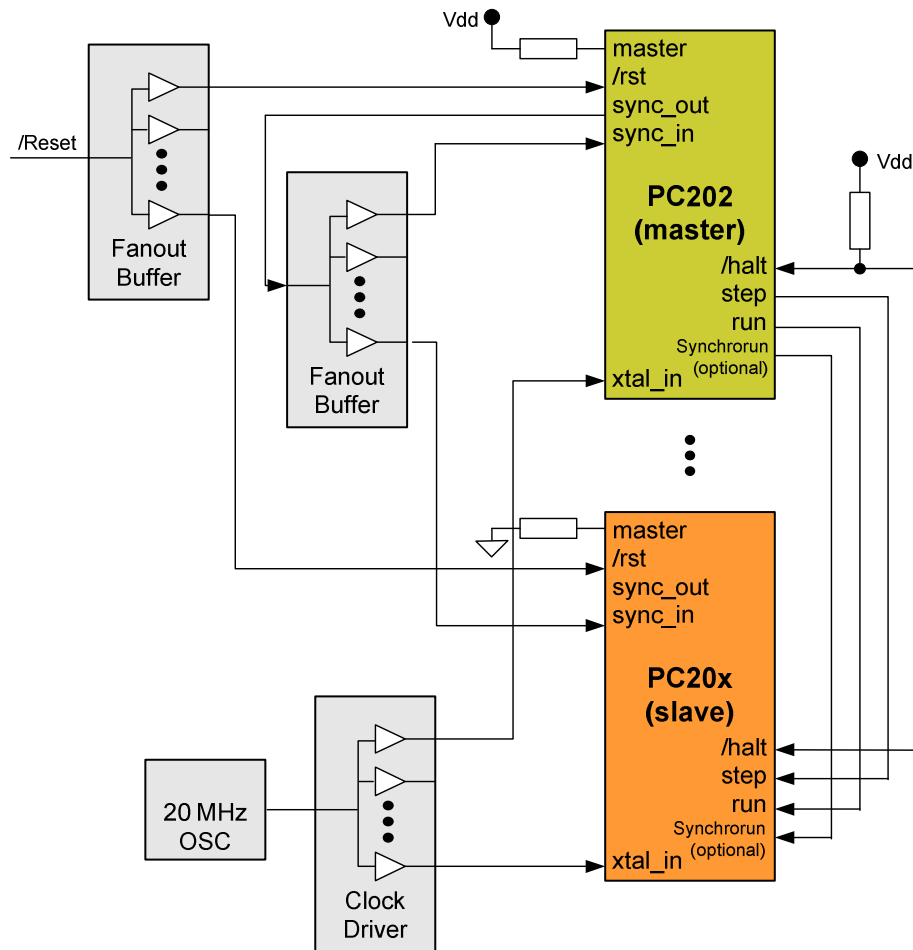 Vdd
master
/rst
sync_out
sync_in
/Reset
Vdd
PC202
(master)
Fanout
Buffer
/halt
step
run
Synchrorun
(optional)
xtal_in
Fanout
Buffer
master
/rst
sync_out
sync_in
PC20x
(slave)
/halt
step
run
Synchrorun
(optional)
xtal_in
20 MHz
OSC
Clock
Driver